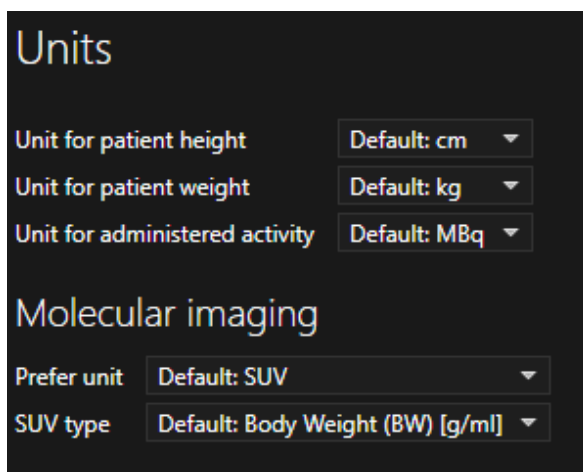 Units
Unit for patient height Default: cm
Unit for patient weight Default: kg
Unit for administered activity Default: MBq
Molecular imaging
Prefer unit Default: SUV
SUV type Default: Body Weight (BW) [g/ml]